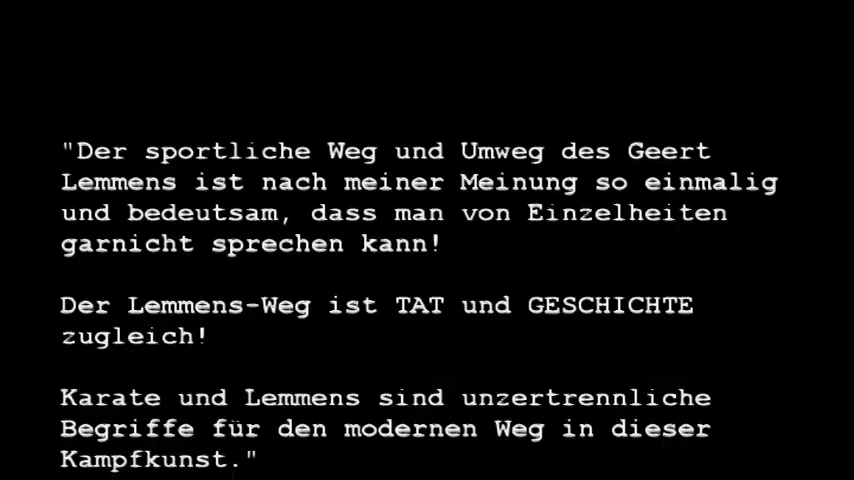 "Der sportliche Weg und Umweg des Geert
Lemmens ist nach meiner Meinung so einmalig
und bedeutsam, dass man von Einzelheiten
garnicht sprechen kann!
Der Lemmens-Weg ist TAT und GESCHICHTE
zugleich!
Karate und Lemmens sind unzertrennliche
Begriffe für den modernen Weg in dieser
Kampfkunst."